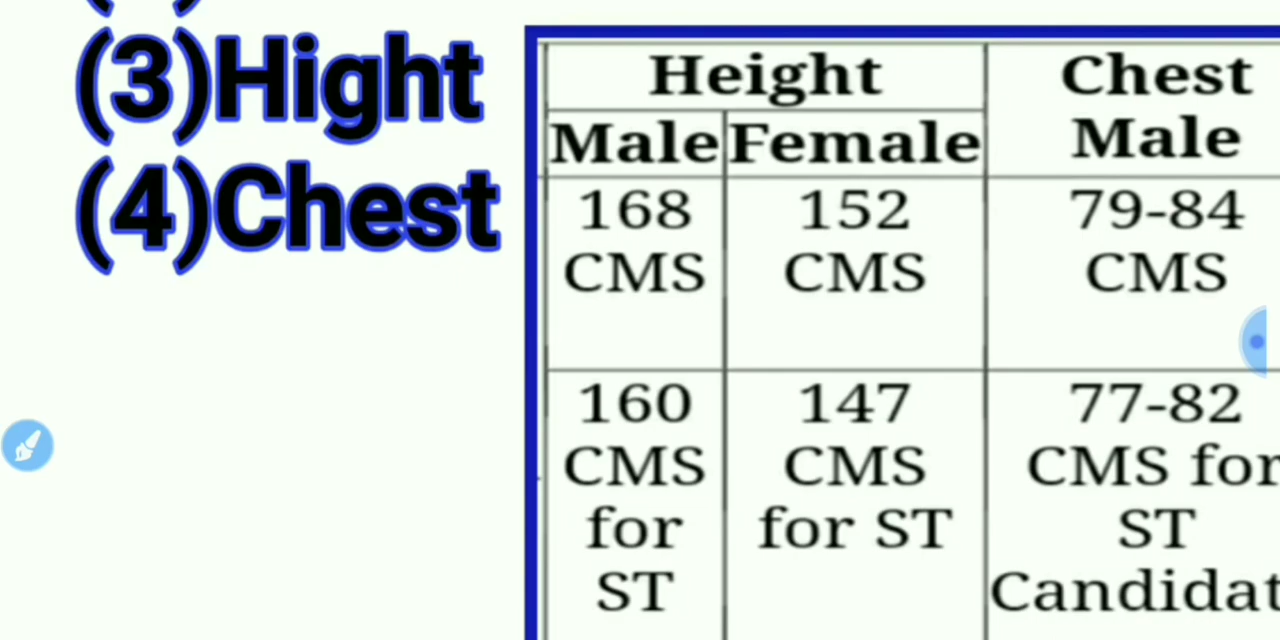 (3)Hight
(4)Chest
Height
Chest
Male
Male Female
168 CMS
152 CMS
79-84 CMS
160 CMS for ST
147 CMS for ST
77-82 CMS for ST